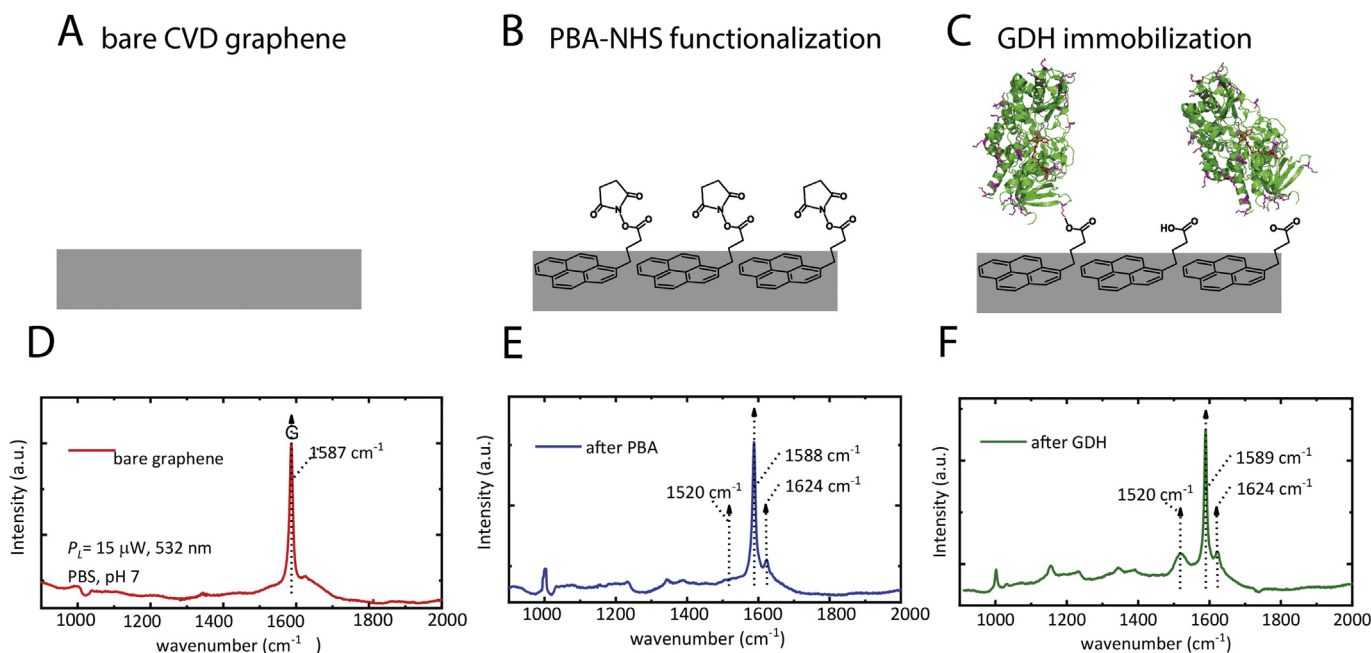 A bare CVD graphene
B PBA-NHS functionalization
C GDH immobilization
O
N
O
O
O
O
N
O
O
O
O
N
O
O
O
O
O
HO
O
O
O
D
E
F
Intensity (a.u.)
bare graphene
G
1587 cm⁻¹
P_L= 15 µW, 532 nm
PBS, pH 7
1000 1200 1400 1600 1800 2000
wavenumber (cm⁻¹)
Intensity (a.u.)
after PBA
1520 cm⁻¹
1588 cm⁻¹
1624 cm⁻¹
1000 1200 1400 1600 1800 2000
wavenumber (cm⁻¹)
Intensity (a.u.)
after GDH
1520 cm⁻¹
1589 cm⁻¹
1624 cm⁻¹
1000 1200 1400 1600 1800 2000
wavenumber (cm⁻¹)